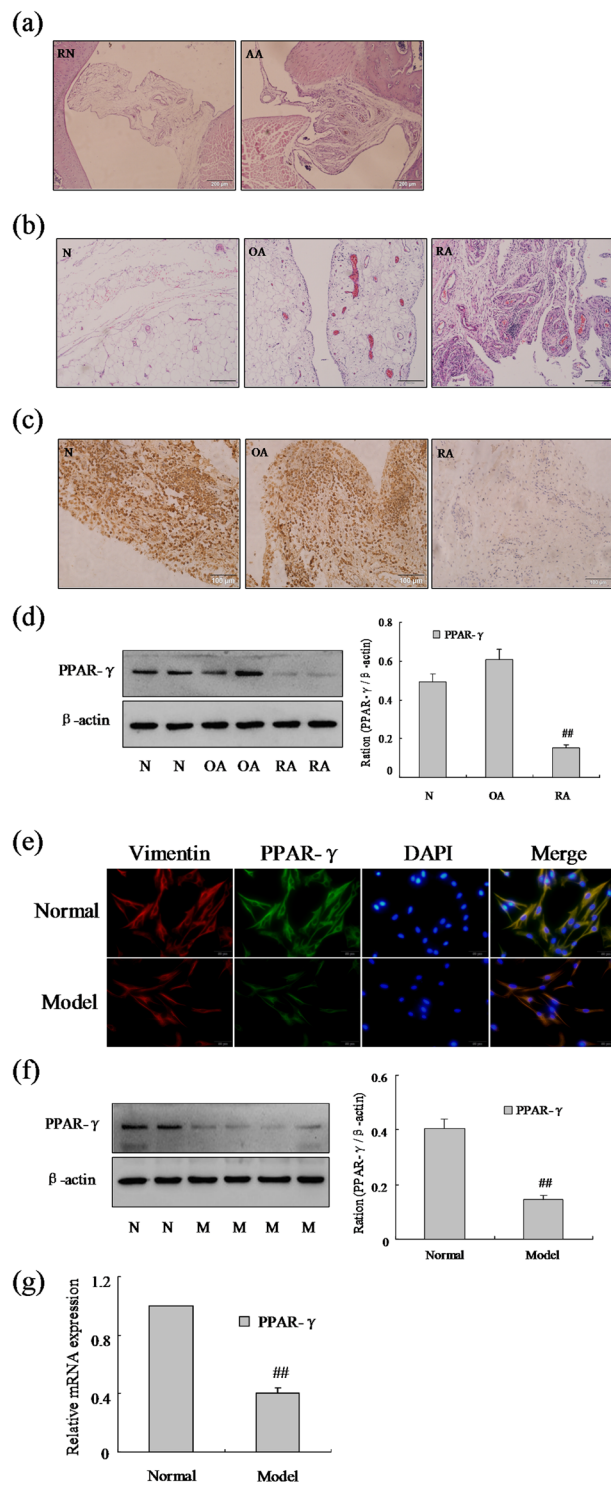 (a)
RN
AA
200 μm
200 μm
(b)
N
OA
RA
(c)
N
OA
RA
100 μm
100 μm
100 μm
(d)
PPAR-γ
β-actin
N N OA OA RA RA
Ration (PPAR-γ/β-actin)
0.8
0.6
0.4
0.2
0
PPAR-γ
##
N OA RA
(e)
Vimentin PPAR-γ DAPI Merge
Normal
Model
(f)
PPAR-γ
β-actin
N N M M M M
Ration (PPAR-γ/β-actin)
0.6
0.4
0.2
0
PPAR-γ
##
Normal Model
(g)
Relative mRNA expression
1.2
0.8
0.4
0
PPAR-γ
##
Normal Model